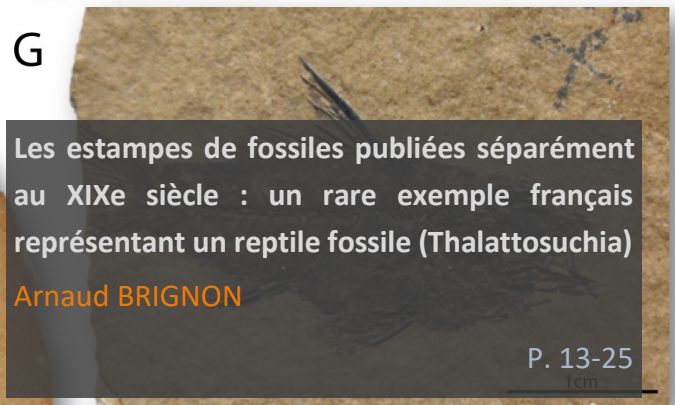 G
Les estampes de fossiles publiées séparément
au XIXe siècle : un rare exemple français
représentant un reptile fossile (Thalattosuchia)
Arnaud BRIGNON
P. 13-25
1cm